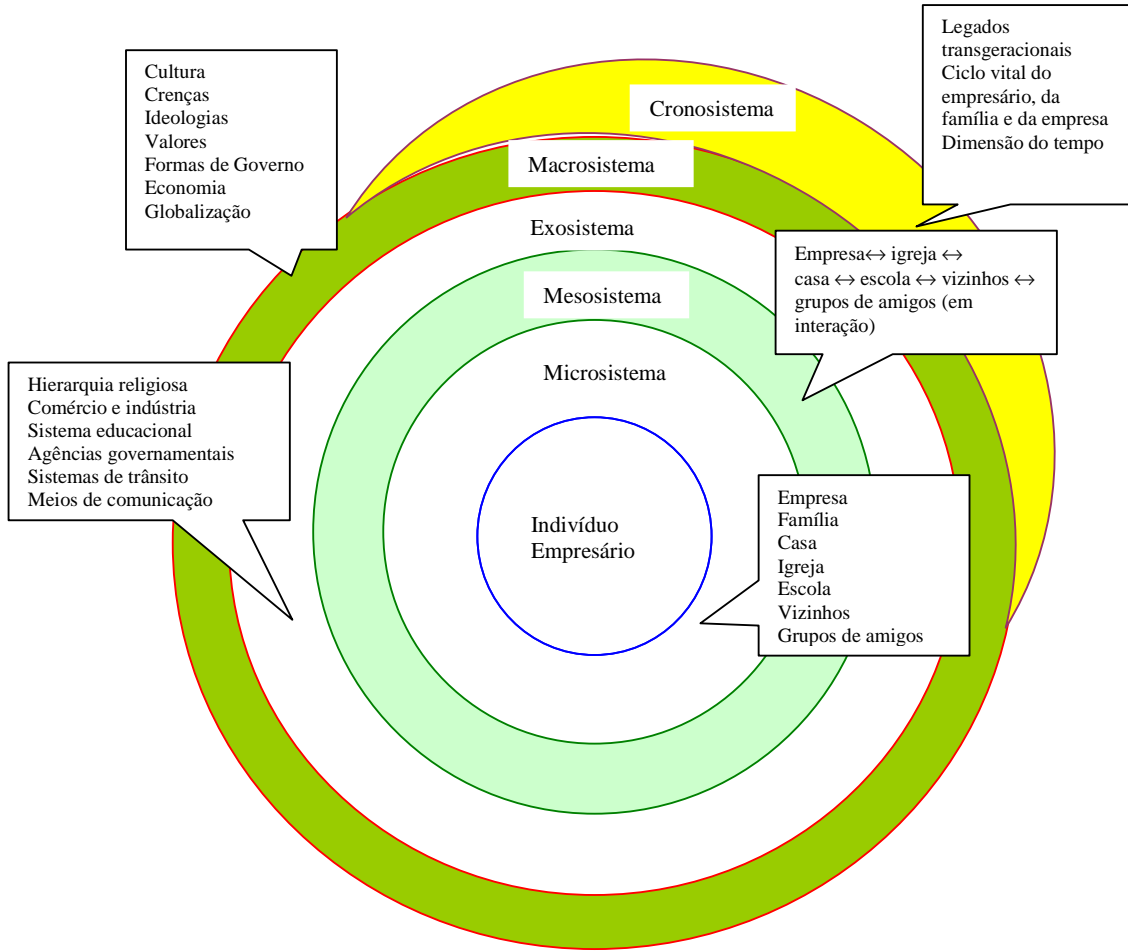 Legados
transgeracionais
Ciclo vital do
empresário, da
família e da empresa
Dimensão do tempo
Cultura
Crenças
Ideologias
Valores
Formas de Governo
Economia
Globalização
Cronosistema
Macrosistema
Exosistema
Empresa↔ igreja ↔
casa ↔ escola ↔ vizinhos ↔
grupos de amigos (em
interação)
Mesosistema
Microsistema
Hierarquia religiosa
Comércio e indústria
Sistema educacional
Agências governamentais
Sistemas de trânsito
Meios de comunicação
Indivíduo
Empresário
Empresa
Família
Casa
Igreja
Escola
Vizinhos
Grupos de amigos